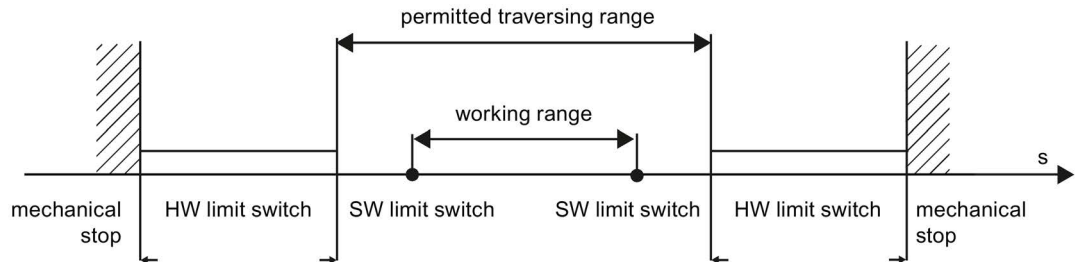 permitted traversing range
working range
s
mechanical
stop
HW limit switch
SW limit switch
SW limit switch
HW limit switch
mechanical
stop